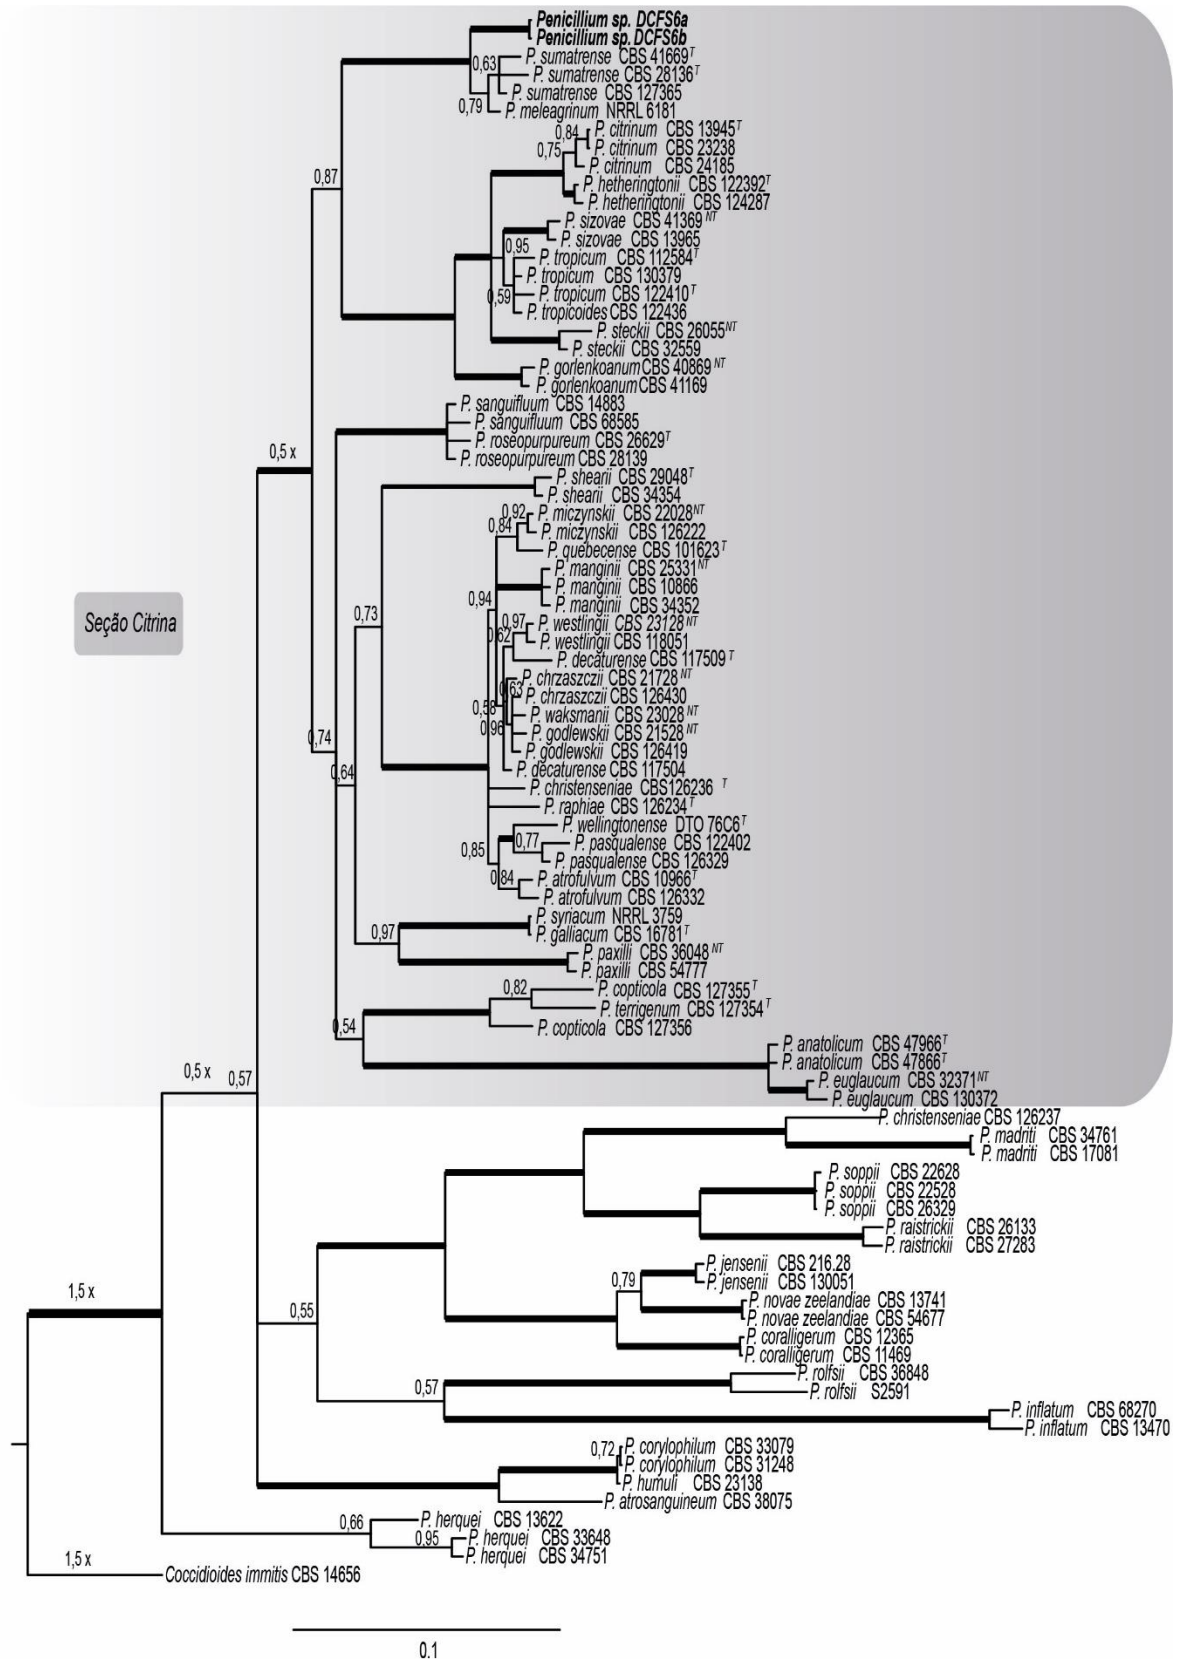 Penicillium sp. DCFS6a
Penicillium sp. DCFS6b
0,63
P. sumatrense CBS 41669T
P. sumatrense CBS 28136T
P. sumatrense CBS 127365
0,79
P. meleagrinum NRRL 6181
0,84
P. citrinum CBS 13945T
0,75
P. citrinum CBS 23238
P. citrinum CBS 24185
0,87
P. hetheringtonii CBS 122392T
P. hetheringtonii CBS 124287
P. sizovae CBS 41369NT
P. sizovae CBS 13965
0,95
P. tropicum CBS 112584T
P. tropicum CBS 130379
0,59
P. tropicum CBS 122410T
P. tropicoides CBS 122436
P. steckii CBS 26055NT
P. steckii CBS 32559
P. gorlenkoanum CBS 40869NT
P. gorlenkoanum CBS 41169
P. sanguifluum CBS 14883
P. sanguifluum CBS 68585
P. roseopurpureum CBS 26629T
0,5 x
P. roseopurpureum CBS 28139
P. shearii CBS 29048T
P. shearii CBS 34354
0,92
P. miczynskii CBS 22028NT
0,84
P. miczynskii CBS 126222
P. quebecense CBS 101623T
P. manginii CBS 25331NT
P. manginii CBS 10866
0,94
P. manginii CBS 34352
0,73
Seção Citrina
0,97
P. westlingii CBS 23128NT
0,62
P. westlingii CBS 118051
P. decaturense CBS 117509 T
P. chrzaszczii CBS 21728NT
0,63
P. chrzaszczii CBS 126430
0,58
P. waksmanii CBS 23028NT
0,96
P. godlewskii CBS 21528NT
0,74
P. godlewskii CBS 126419
0,64
P. decaturense CBS 117504
P. christenseniae CBS126236 T
P. raphiae CBS 126234T
P. wellingtonense DTO 76C6T
0,85
0,77
P. pasqualense CBS 122402
P. pasqualense CBS 126329
0,84
P. atrofulvum CBS 10966T
P. atrofulvum CBS 126332
P. syriacum NRRL 3759
0,97
P. galliacum CBS 16781T
P. paxilli CBS 36048NT
P. paxilli CBS 54777
0,82
P. copticola CBS 127355T
P. terrigenum CBS 127354T
0,54
P. copticola CBS 127356
P. anatolicum CBS 47966T
P. anatolicum CBS 47866T
0,5 x
0,57
P. euglaucum CBS 32371NT
P. euglaucum CBS 130372
P. christenseniae CBS 126237
P. madriti CBS 34761
P. madriti CBS 17081
P. soppii CBS 22628
P. soppii CBS 22528
P. soppii CBS 26329
P. raistrickii CBS 26133
P. raistrickii CBS 27283
P. jensenii CBS 216.28
0,79
P. jensenii CBS 130051
1,5 x
P. novae zeelandiae CBS 13741
0,55
P. novae zeelandiae CBS 54677
P. coralligerum CBS 12365
P. coralligerum CBS 11469
P. rolfsii CBS 36848
0,57
P. rolfsii S2591
P. inflatum CBS 68270
P. inflatum CBS 13470
0,72
P. corylophilum CBS 33079
P. corylophilum CBS 31248
P. humuli CBS 23138
P. atrosanguineum CBS 38075
P. herquei CBS 13622
0,66
0,95
P. herquei CBS 33648
P. herquei CBS 34751
1,5 x
Coccidioides immitis CBS 14656
0.1